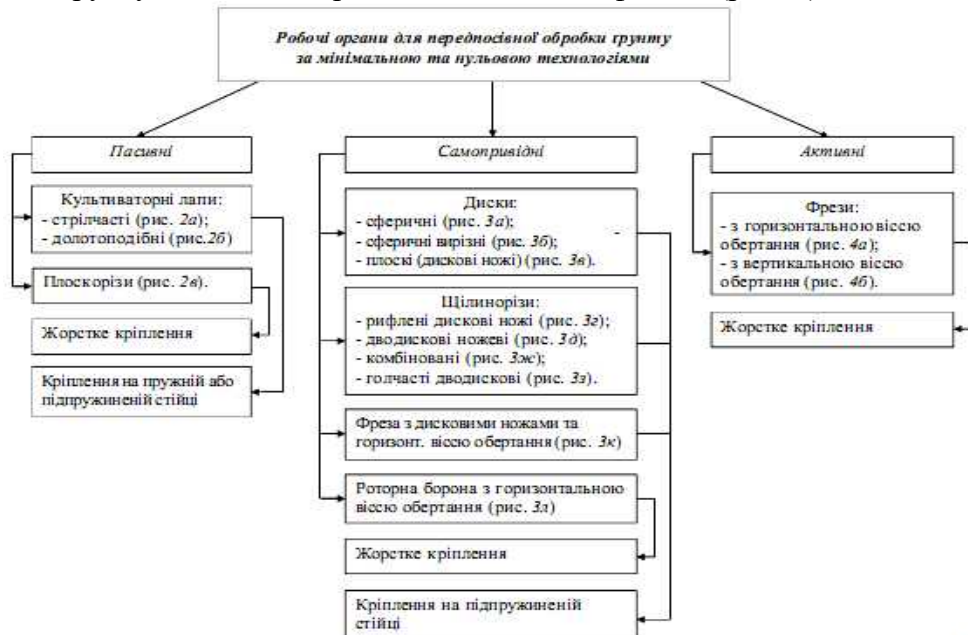 Робочі органи для передпосівної обробки ґрунту
за мінімальною та нульовою технологіями
Пасивні
Культиваторні лапи:
- стрілчасті (рис. 2а);
- долотоподібні (рис.2б)
Плоскорізи (рис. 2в).
Жорстке кріплення
Кріплення на пружній або
підпружиненій стійці
Самопривідні
Диски:
- сферичні (рис. 3а);
- сферичні вирізні (рис. 3б); -
- плоскі (дискові ножі) (рис. 3в).
Щілинорізи:
- рифлені дискові ножі (рис. 3г);
- дводискові ножеві (рис. 3д);
- комбіновані (рис. 3ж);
- голчасті дводискові (рис. 3з).
Фреза з дисковими ножами та
горизонт. віссю обертання (рис. 3к)
Роторна борона з горизонтальною
віссю обертання (рис. 3л)
Жорстке кріплення
Кріплення на підпружиненій
стійці
Активні
Фрези:
- з горизонтальною віссю
обертання (рис. 4а);
- з вертикальною віссю
обертання (рис. 4б).
Жорстке кріплення